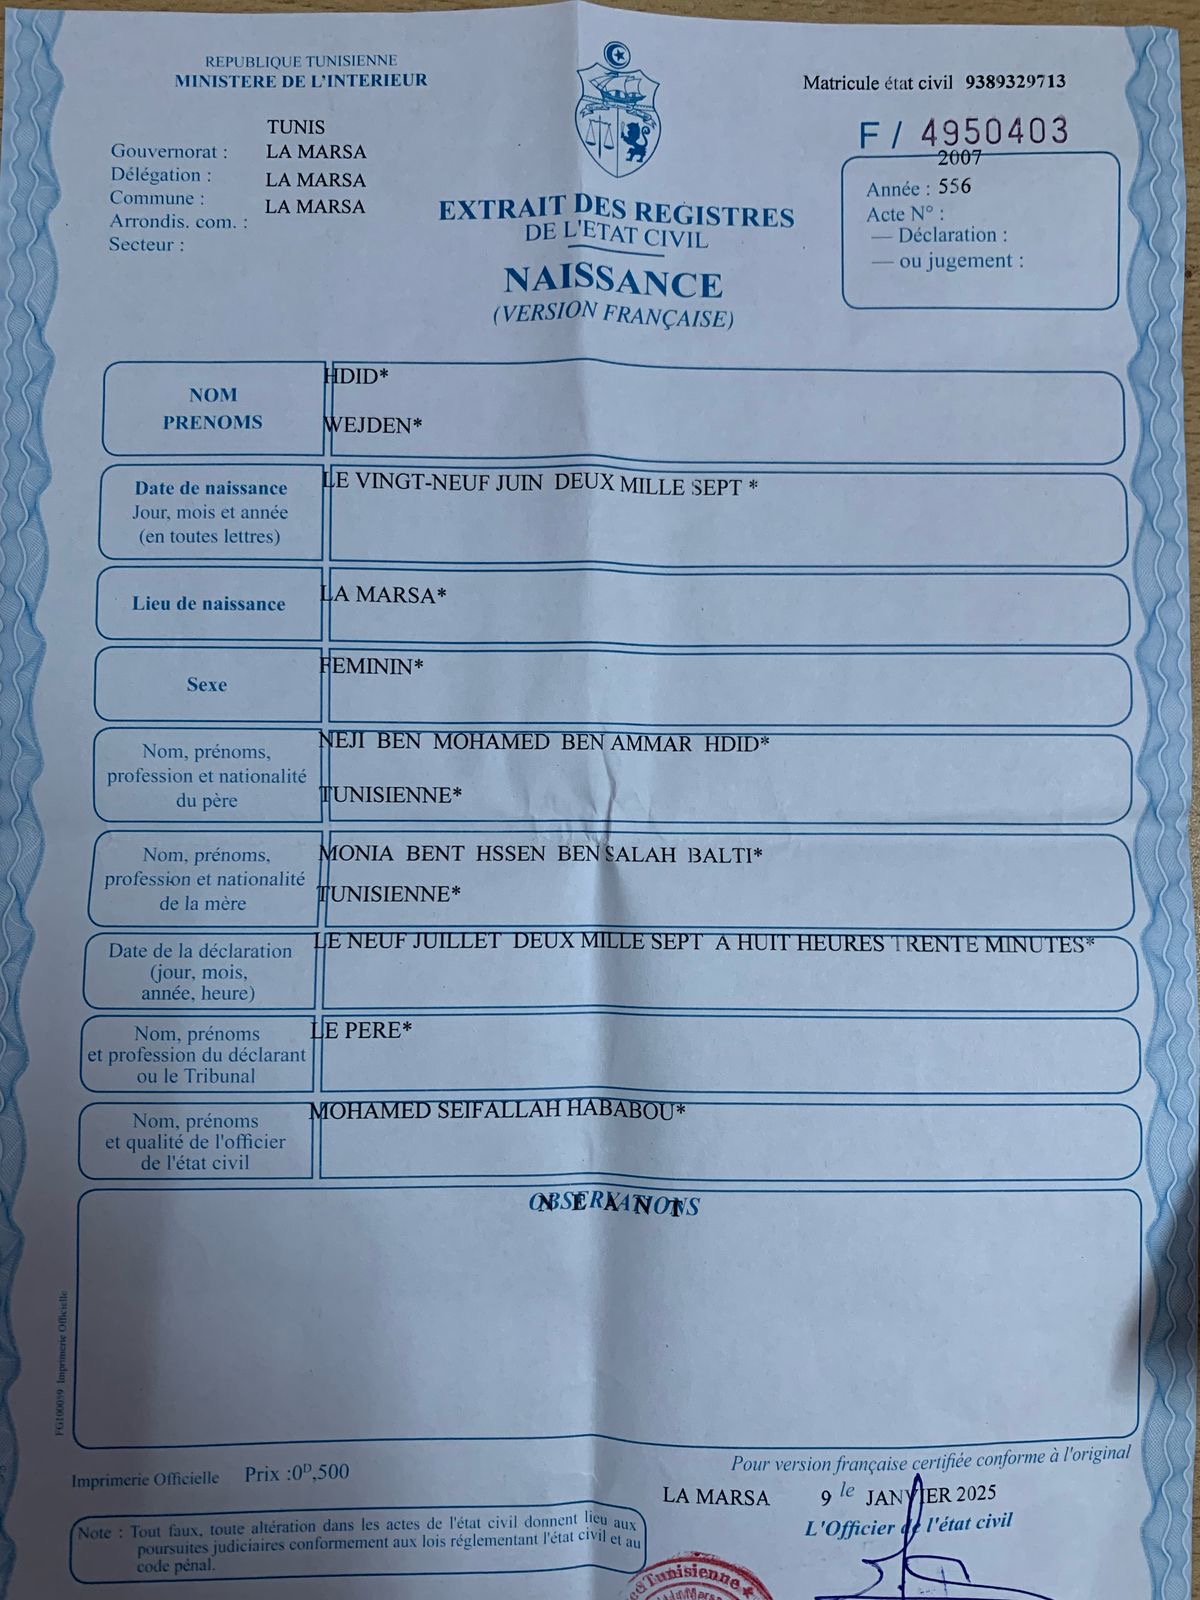 REPUBLIQUE TUNISIENNE
MINISTERE DE L'INTERIEUR
Matricule état civil 9389329713
F / 4950403
TUNIS
Gouvernorat : LA MARSA
Délégation : LA MARSA
Commune : LA MARSA
Arrondis. com. :
Secteur :
2007
Année : 556
Acte N° :
— Déclaration :
— ou jugement :
EXTRAIT DES REGISTRES
DE L'ETAT CIVIL
NAISSANCE
(VERSION FRANÇAISE)
NOM
PRENOMS
HDID*
WEJDEN*
Date de naissance
Jour, mois et année
(en toutes lettres)
LE VINGT-NEUF JUIN DEUX MILLE SEPT *
Lieu de naissance
LA MARSA*
Sexe
FEMININ*
Nom, prénoms,
profession et nationalité
du père
NEJI BEN MOHAMED BEN AMMAR HDID*
TUNISIENNE*
Nom, prénoms,
profession et nationalité
de la mère
MONIA BENT HSSEN BEN SALAH BALTI*
TUNISIENNE*
Date de la déclaration
(jour, mois,
année, heure)
LE NEUF JUILLET DEUX MILLE SEPT A HUIT HEURES TRENTE MINUTES*
Nom, prénoms
et profession du déclarant
ou le Tribunal
LE PERE*
Nom, prénoms
et qualité de l'officier
de l'état civil
MOHAMED SEIFALLAH HABABOU*
OBSERVATIONS
N E A N T
FG100059 Imprimerie Officielle
Imprimerie Officielle Prix :0D,500
Pour version française certifiée conforme à l'original
LA MARSA 9 le JANVIER 2025
L'Officier de l'état civil
Note : Tout faux, toute altération dans les actes de l'état civil donnent lieu aux
poursuites judiciaires conformement aux lois réglementant l'état civil et au
code pénal.
Tunisienne